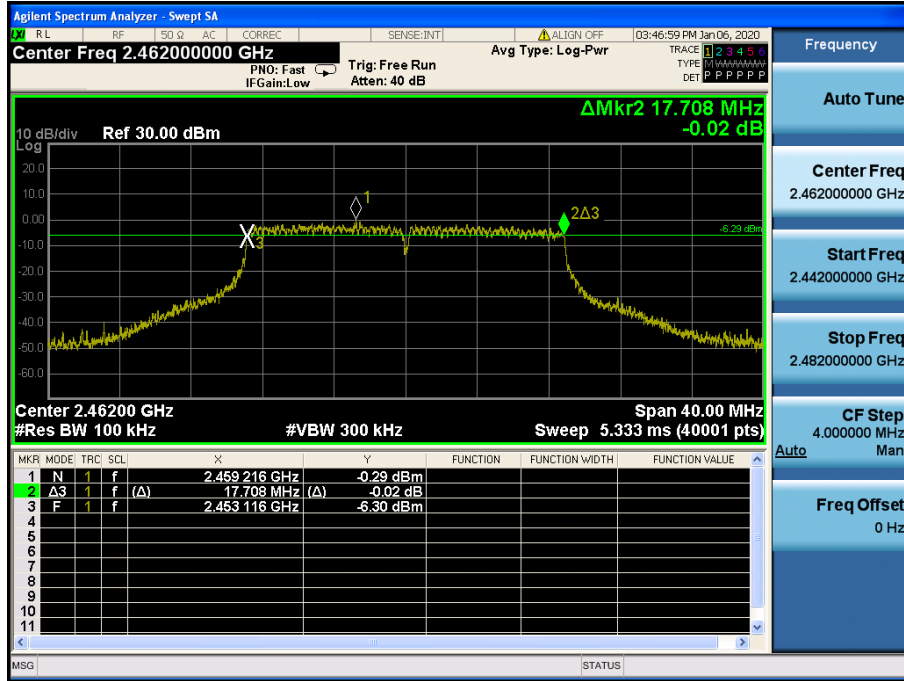 Agilent Spectrum Analyzer - Swept SA
LXI RL RF 50 Ω AC CORREC SENSE:INT ALIGN OFF 03:46:59 PM Jan 06, 2020
Center Freq 2.462000000 GHz
PNO: Fast
IFGain:Low
Trig: Free Run
Atten: 40 dB
Avg Type: Log-Pwr
TRACE 1 2 3 4 5 6
TYPE M WWWWW
DET P P P P P P
ΔMkr2 17.708 MHz
-0.02 dB
10 dB/div Ref 30.00 dBm
Log
20.0
10.0
0.00
-10.0
-20.0
-30.0
-40.0
-50.0
-60.0
1
2Δ3
3
-6.29 dBm
Center 2.46200 GHz Span 40.00 MHz
#Res BW 100 kHz #VBW 300 kHz Sweep 5.333 ms (40001 pts)
MKR MODE TRC SCL X Y FUNCTION FUNCTION WIDTH FUNCTION VALUE
1 N 1 f 2.459 216 GHz -0.29 dBm
2 Δ3 1 f (Δ) 17.708 MHz (Δ) -0.02 dB
3 F 1 f 2.453 116 GHz -6.30 dBm
4
5
6
7
8
9
10
11
MSG STATUS
Frequency
Auto Tune
Center Freq
2.462000000 GHz
Start Freq
2.442000000 GHz
Stop Freq
2.482000000 GHz
CF Step
4.000000 MHz
Auto Man
Freq Offset
0 Hz